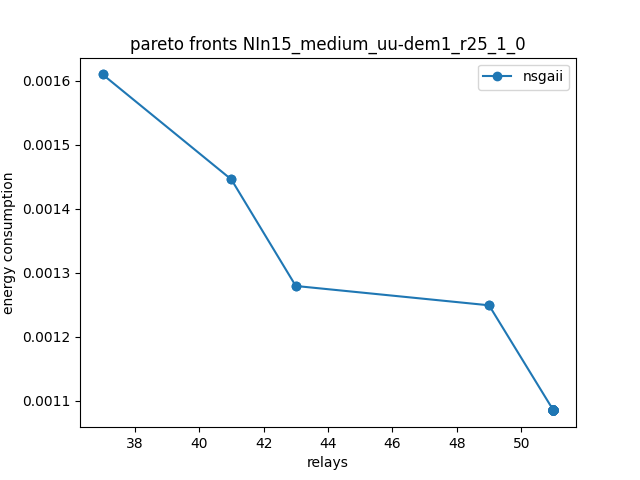 pareto fronts NIn15_medium_uu-dem1_r25_1_0
nsgaii
0.0016
0.0015
0.0014
0.0013
0.0012
0.0011
energy consumption
38 40 42 44 46 48 50
relays